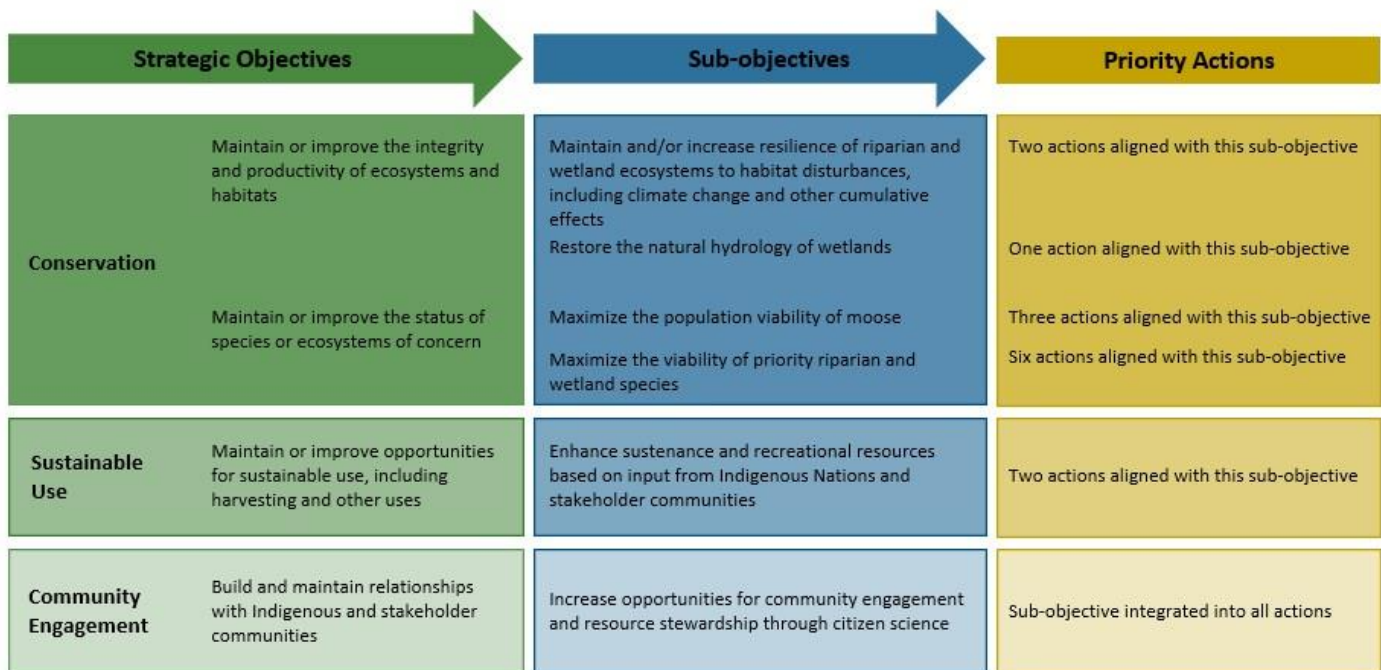 Strategic Objectives
Sub-objectives
Priority Actions
Conservation
Maintain or improve the integrity
and productivity of ecosystems and
habitats
Maintain and/or increase resilience of riparian and
wetland ecosystems to habitat disturbances,
including climate change and other cumulative
effects
Two actions aligned with this sub-objective
Restore the natural hydrology of wetlands
One action aligned with this sub-objective
Maintain or improve the status of
species or ecosystems of concern
Maximize the population viability of moose
Three actions aligned with this sub-objective
Maximize the viability of priority riparian and
wetland species
Six actions aligned with this sub-objective
Sustainable
Use
Maintain or improve opportunities
for sustainable use, including
harvesting and other uses
Enhance sustenance and recreational resources
based on input from Indigenous Nations and
stakeholder communities
Two actions aligned with this sub-objective
Community
Engagement
Build and maintain relationships
with Indigenous and stakeholder
communities
Increase opportunities for community engagement
and resource stewardship through citizen science
Sub-objective integrated into all actions